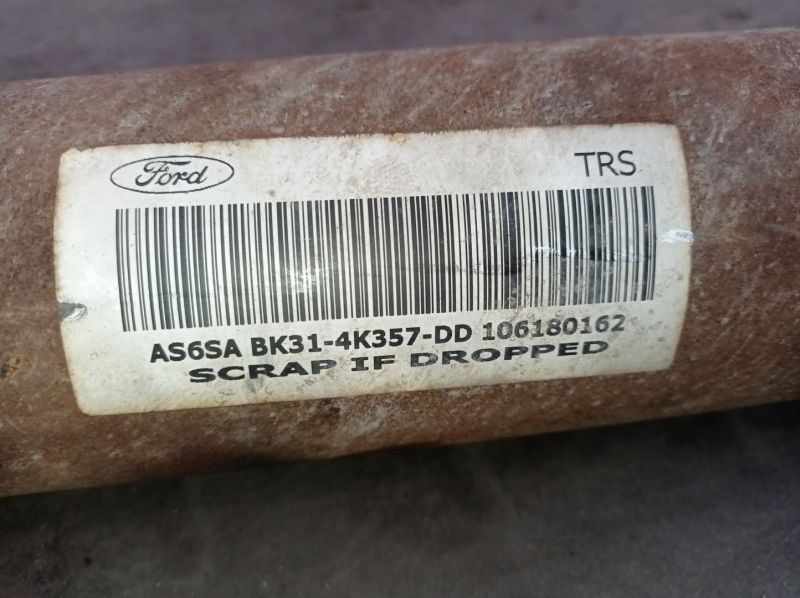 Ford
TRS
AS6SA BK31-4K357-DD 106180162
SCRAP IF DROPPED